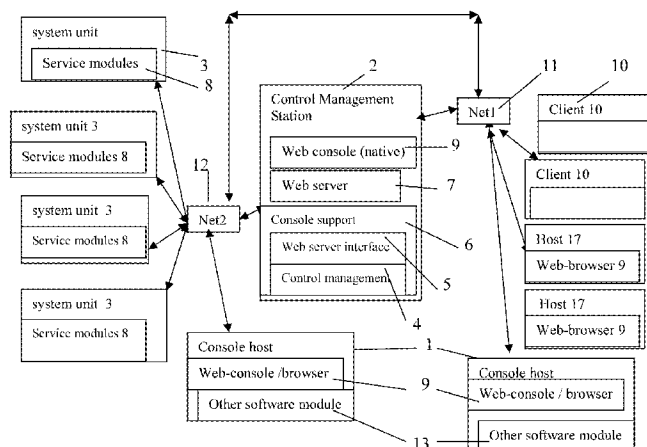 system unit
Service modules
3
8
system unit 3
Service modules 8
system unit 3
Service modules 8
system unit 3
Service modules 8
12
Net2
2
Control Management
Station
Web console (native)
9
Web server
7
Console support
6
Web server interface
5
Control management
4
11
Net1
10
Client 10
Client 10
Host 17
Web-browser 9
Host 17
Web-browser 9
Console host
1
Web-console /browser
9
Other software module
13
Console host
Web-console / browser
Other software module